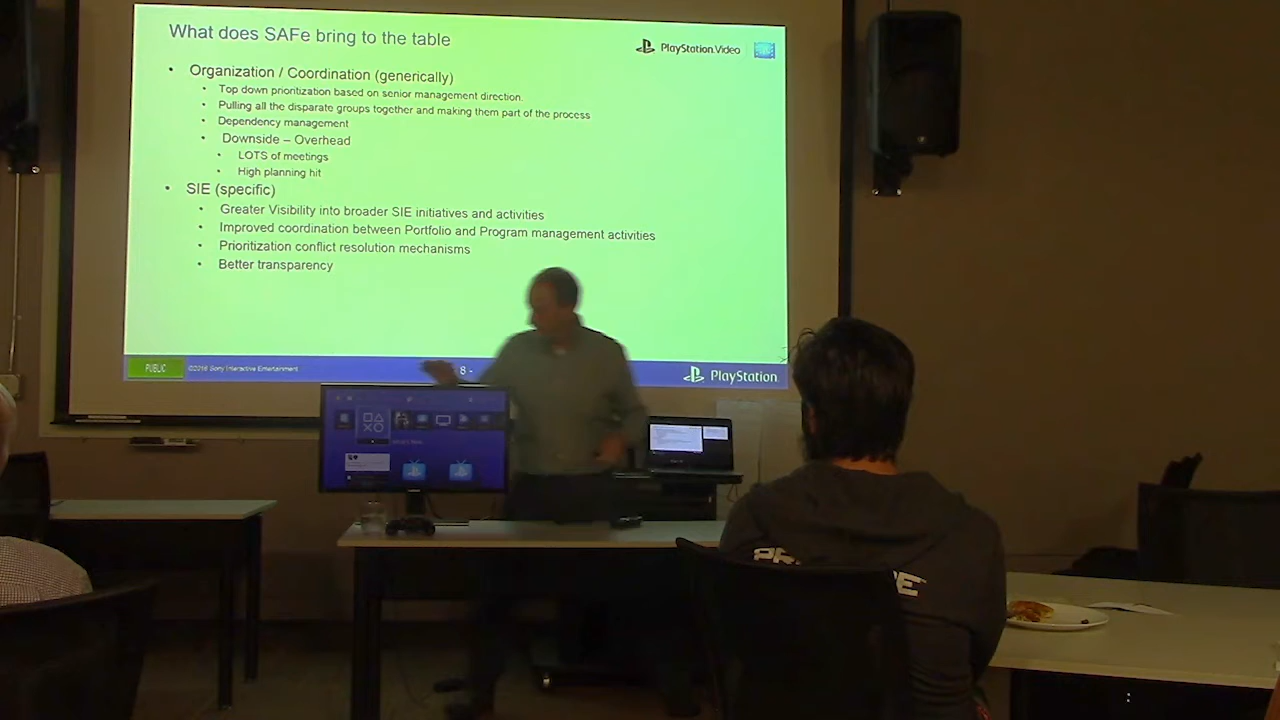 What does SAFe bring to the table
PlayStation.Video
• Organization / Coordination (generically)
• Top down prioritization based on senior management direction.
• Pulling all the disparate groups together and making them part of the process
• Dependency management
• Downside – Overhead
• LOTS of meetings
• High planning hit
• SIE (specific)
• Greater Visibility into broader SIE initiatives and activities
• Improved coordination between Portfolio and Program management activities
• Prioritization conflict resolution mechanisms
• Better transparency
PUBLIC
8 -
PlayStation